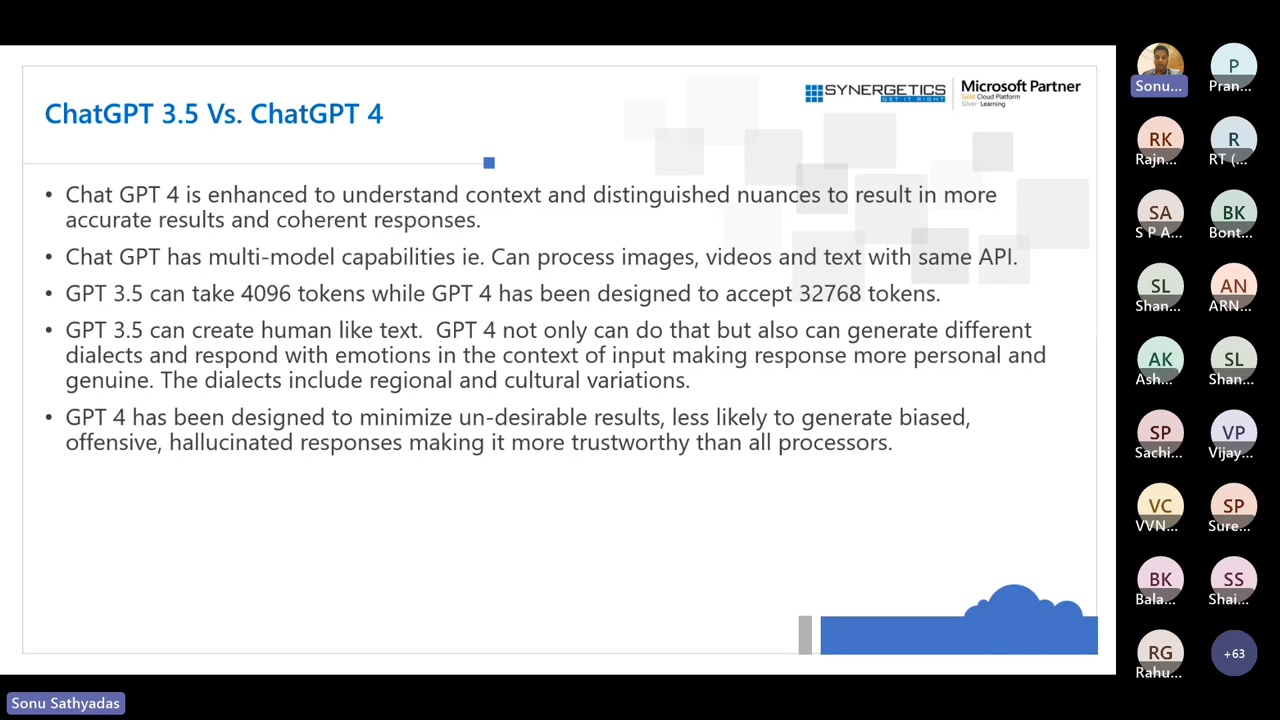 ChatGPT 3.5 Vs. ChatGPT 4
SYNERGETICS
GET IT RIGHT
Microsoft Partner
Gold Cloud Platform
Silver Learning
• Chat GPT 4 is enhanced to understand context and distinguished nuances to result in more
accurate results and coherent responses.
• Chat GPT has multi-model capabilities ie. Can process images, videos and text with same API.
• GPT 3.5 can take 4096 tokens while GPT 4 has been designed to accept 32768 tokens.
• GPT 3.5 can create human like text.  GPT 4 not only can do that but also can generate different
dialects and respond with emotions in the context of input making response more personal and
genuine. The dialects include regional and cultural variations.
• GPT 4 has been designed to minimize un-desirable results, less likely to generate biased,
offensive, hallucinated responses making it more trustworthy than all processors.
Sonu...
P
Pran...
RK
Rajn...
R
RT (...
SA
S P A...
BK
Bont...
SL
Shan...
AN
ARN...
AK
Ash...
SL
Shan...
SP
Sachi...
VP
Vijay...
VC
VVN...
SP
Sure...
BK
Bala...
SS
Shai...
RG
Rahu...
+63
Sonu Sathyadas